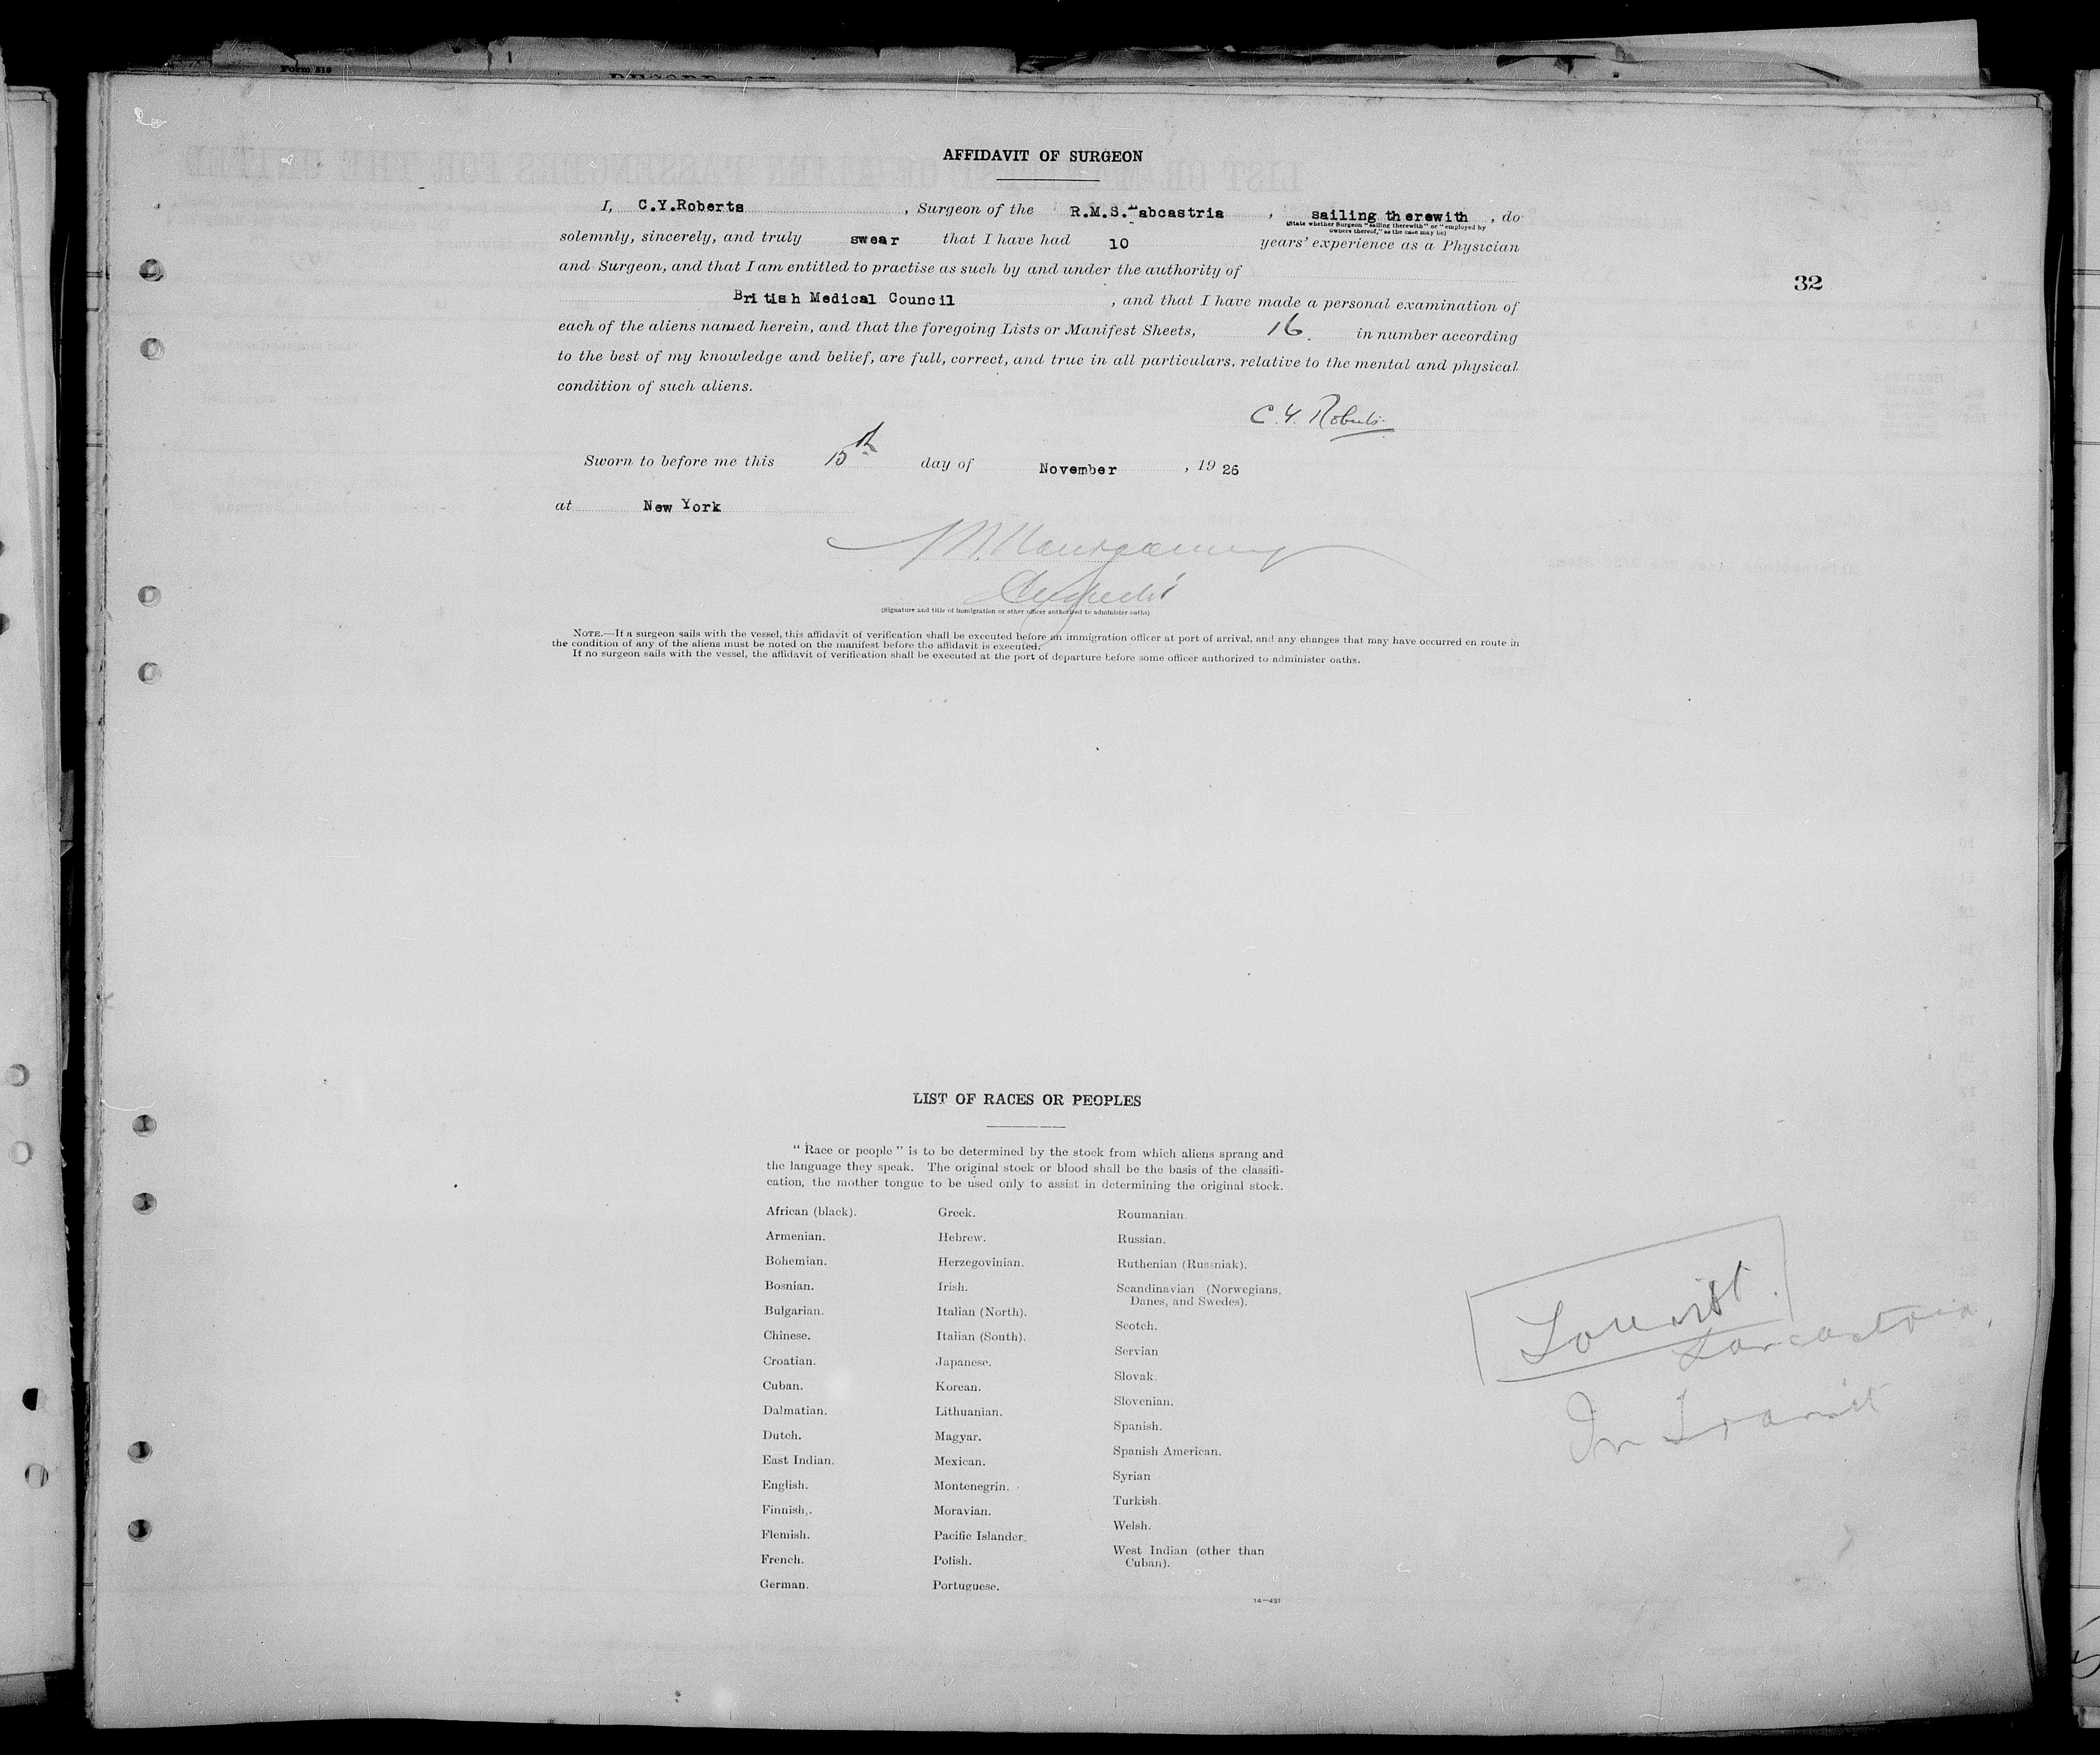 Form 516
AFFIDAVIT OF SURGEON
I, C.Y.Roberts, Surgeon of the R.M.S.Labcastria, sailing therewith, do
(State whether Surgeon "sailing therewith" or "employed by
owners thereof," as the case may be)
solemnly, sincerely, and truly swear that I have had 10 years' experience as a Physician
and Surgeon, and that I am entitled to practise as such by and under the authority of
32
British Medical Council, and that I have made a personal examination of
each of the aliens named herein, and that the foregoing Lists or Manifest Sheets, 16. in number according
to the best of my knowledge and belief, are full, correct, and true in all particulars, relative to the mental and physical
condition of such aliens.
C.Y. Roberts.
Sworn to before me this 15th day of November, 1926
at New York
(Signature and title of immigration or other officer authorized to administer oaths)
NOTE.—If a surgeon sails with the vessel, this affidavit of verification shall be executed before an immigration officer at port of arrival, and any changes that may have occurred en route in
the condition of any of the aliens must be noted on the manifest before the affidavit is executed.
If no surgeon sails with the vessel, the affidavit of verification shall be executed at the port of departure before some officer authorized to administer oaths.
LIST OF RACES OR PEOPLES
"Race or people" is to be determined by the stock from which aliens sprang and
the language they speak. The original stock or blood shall be the basis of the classifi-
cation, the mother tongue to be used only to assist in determining the original stock.
African (black).
Armenian.
Bohemian.
Bosnian.
Bulgarian.
Chinese.
Croatian.
Cuban.
Dalmatian.
Dutch.
East Indian.
English.
Finnish.
Flemish.
French.
German.
Greek.
Hebrew.
Herzegovinian.
Irish.
Italian (North).
Italian (South).
Japanese.
Korean.
Lithuanian.
Magyar.
Mexican.
Montenegrin.
Moravian.
Pacific Islander.
Polish.
Portuguese.
Roumanian.
Russian.
Ruthenian (Russniak).
Scandinavian (Norwegians,
Danes, and Swedes).
Scotch.
Servian
Slovak.
Slovenian.
Spanish.
Spanish American.
Syrian
Turkish.
Welsh.
West Indian (other than
Cuban).
14—431
Tourist.
Lancastria.
In Transit